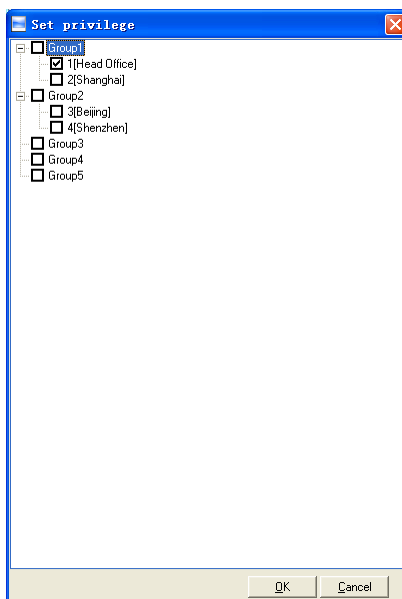 Set privilege
Group1
1[Head Office]
2[Shanghai]
Group2
3[Beijing]
4[Shenzhen]
Group3
Group4
Group5
OK Cancel